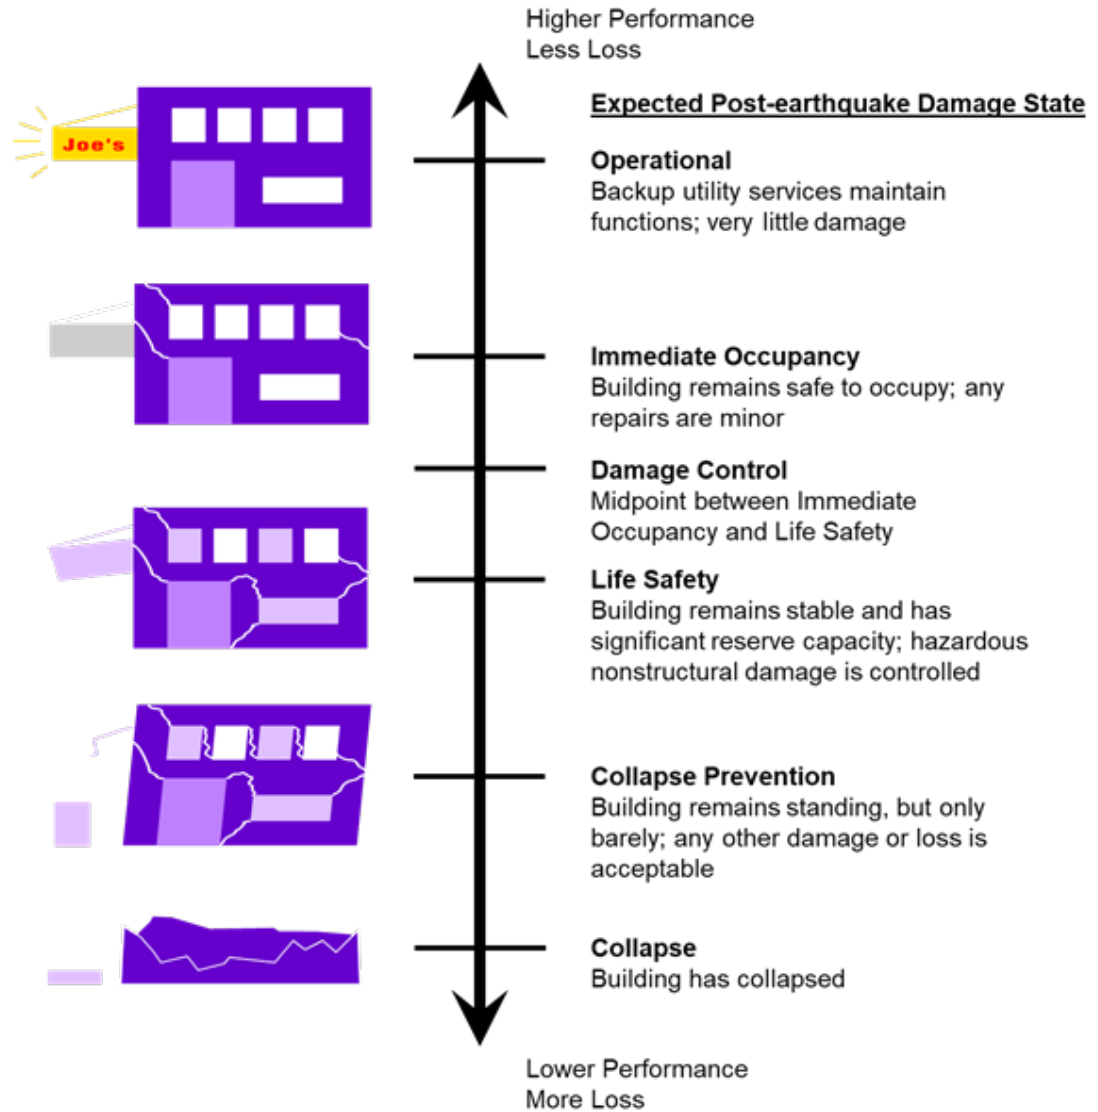 Higher Performance
Less Loss
Expected Post-earthquake Damage State
Joe's
Operational
Backup utility services maintain
functions; very little damage
Immediate Occupancy
Building remains safe to occupy; any
repairs are minor
Damage Control
Midpoint between Immediate
Occupancy and Life Safety
Life Safety
Building remains stable and has
significant reserve capacity; hazardous
nonstructural damage is controlled
Collapse Prevention
Building remains standing, but only
barely; any other damage or loss is
acceptable
Collapse
Building has collapsed
Lower Performance
More Loss